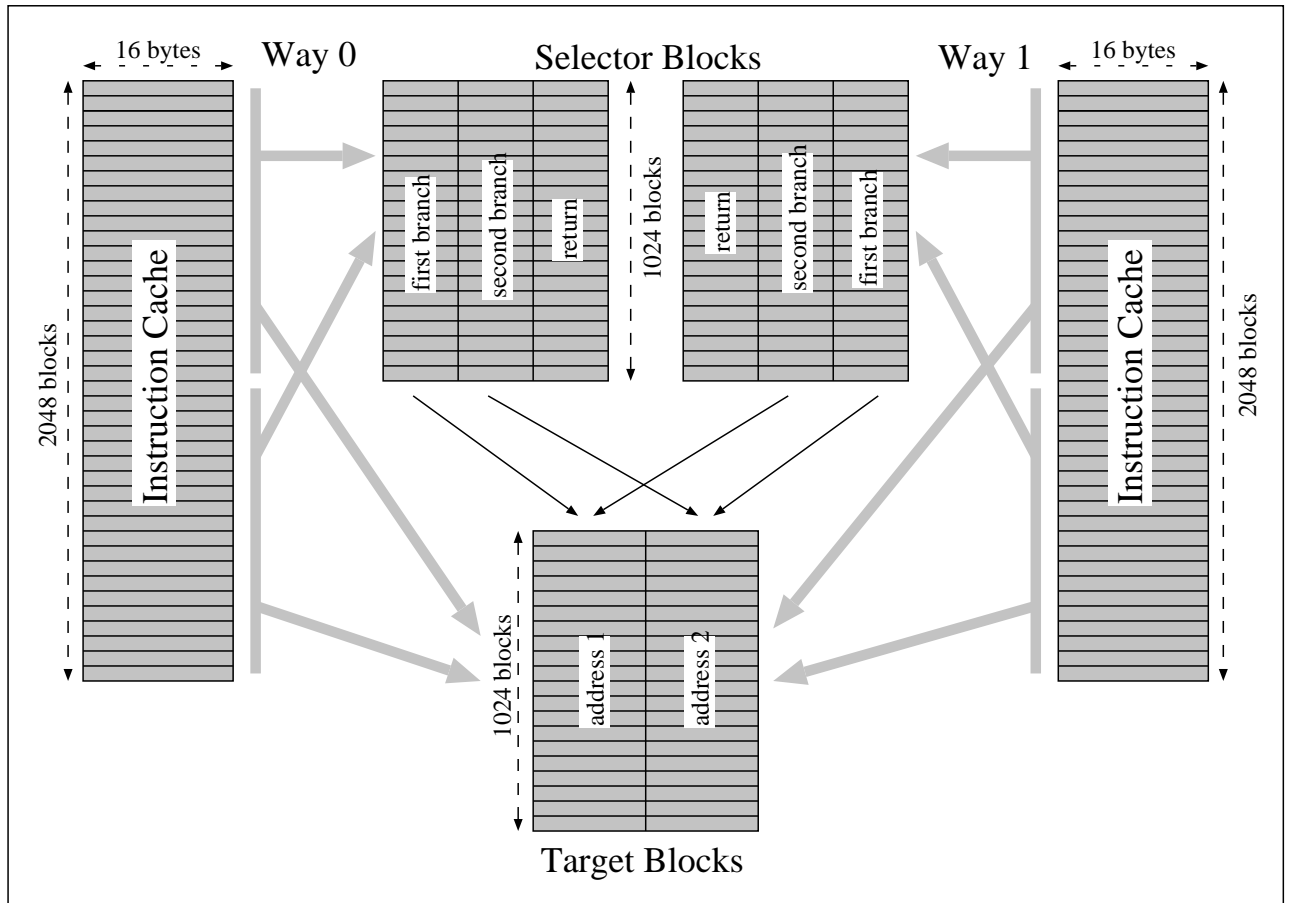 16 bytes
Way 0
Selector Blocks
Way 1
16 bytes
2048 blocks
Instruction Cache
first branch
second branch
return
1024 blocks
return
second branch
first branch
Instruction Cache
2048 blocks
1024 blocks
address 1
address 2
Target Blocks